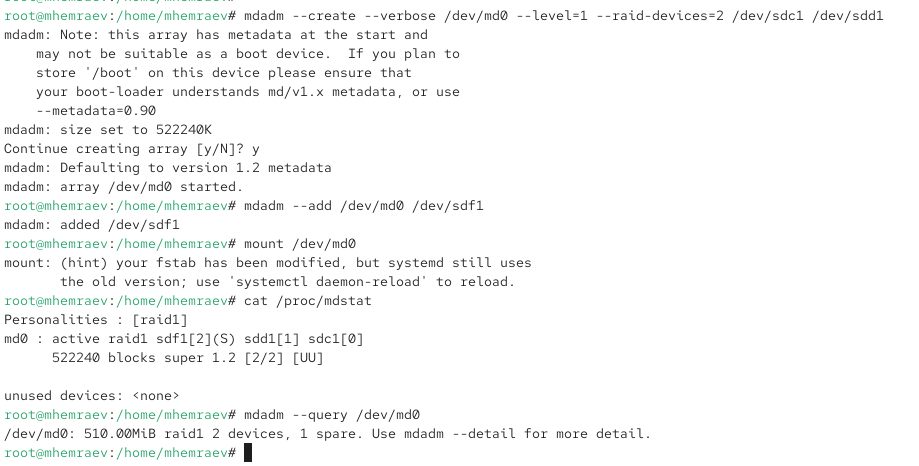 root@mhemraev:/home/mhemraev# mdadm --create --verbose /dev/md0 --level=1 --raid-devices=2 /dev/sdc1 /dev/sdd1
mdadm: Note: this array has metadata at the start and
    may not be suitable as a boot device.  If you plan to
    store '/boot' on this device please ensure that
    your boot-loader understands md/v1.x metadata, or use
    --metadata=0.90
mdadm: size set to 522240K
Continue creating array [y/N]? y
mdadm: Defaulting to version 1.2 metadata
mdadm: array /dev/md0 started.
root@mhemraev:/home/mhemraev# mdadm --add /dev/md0 /dev/sdf1
mdadm: added /dev/sdf1
root@mhemraev:/home/mhemraev# mount /dev/md0
mount: (hint) your fstab has been modified, but systemd still uses
       the old version; use 'systemctl daemon-reload' to reload.
root@mhemraev:/home/mhemraev# cat /proc/mdstat
Personalities : [raid1]
md0 : active raid1 sdf1[2](S) sdd1[1] sdc1[0]
      522240 blocks super 1.2 [2/2] [UU]

unused devices: <none>
root@mhemraev:/home/mhemraev# mdadm --query /dev/md0
/dev/md0: 510.00MiB raid1 2 devices, 1 spare. Use mdadm --detail for more detail.
root@mhemraev:/home/mhemraev#